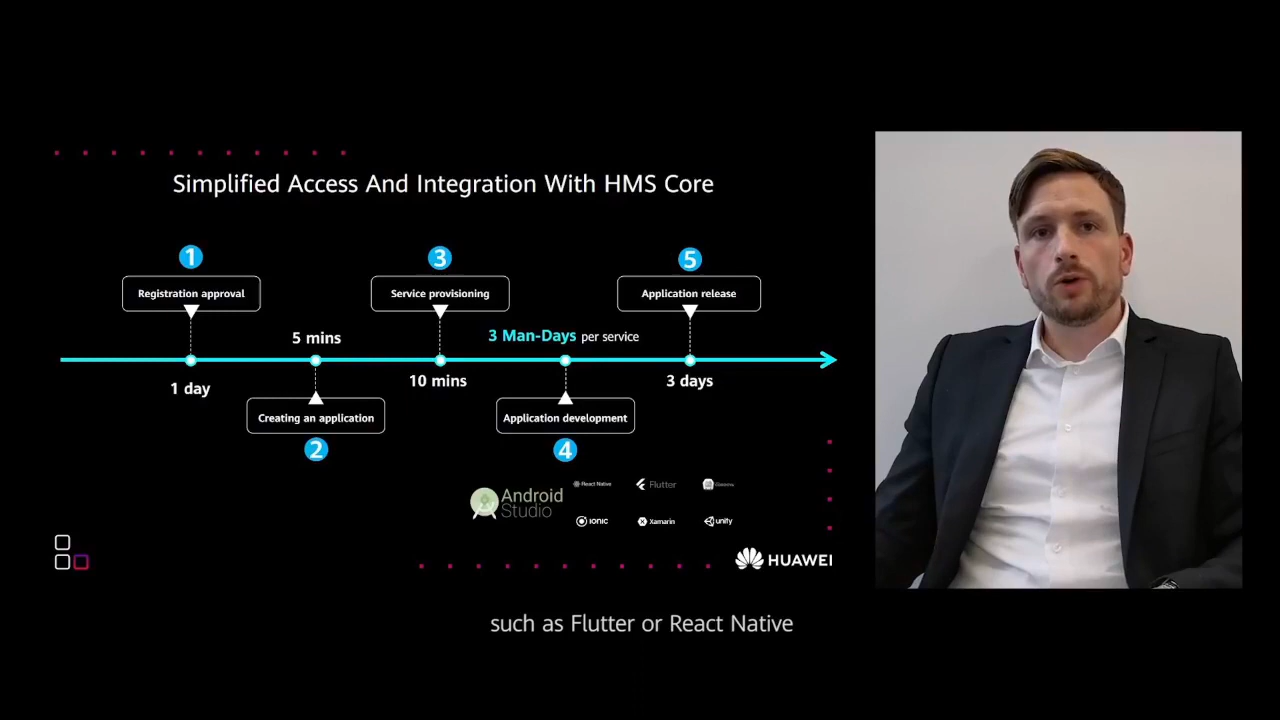 Simplified Access And Integration With HMS Core
1
3
5
Registration approval
Service provisioning
Application release
5 mins
3 Man-Days per service
1 day
10 mins
3 days
Creating an application
Application development
2
4
Android
Studio
React Native
Flutter
IONIC
Xamarin
unity
HUAWEI
such as Flutter or React Native